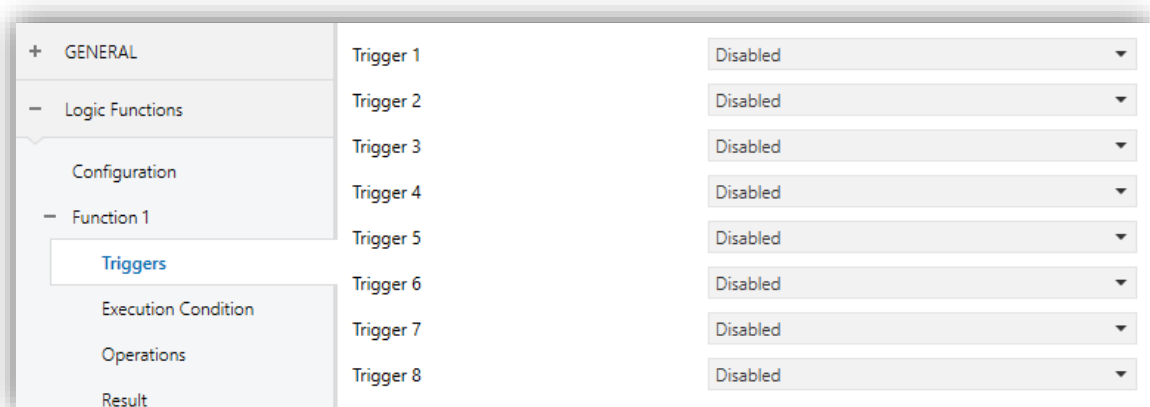 + GENERAL
− Logic Functions
Configuration
− Function 1
Triggers
Execution Condition
Operations
Result
Trigger 1 Disabled
Trigger 2 Disabled
Trigger 3 Disabled
Trigger 4 Disabled
Trigger 5 Disabled
Trigger 6 Disabled
Trigger 7 Disabled
Trigger 8 Disabled